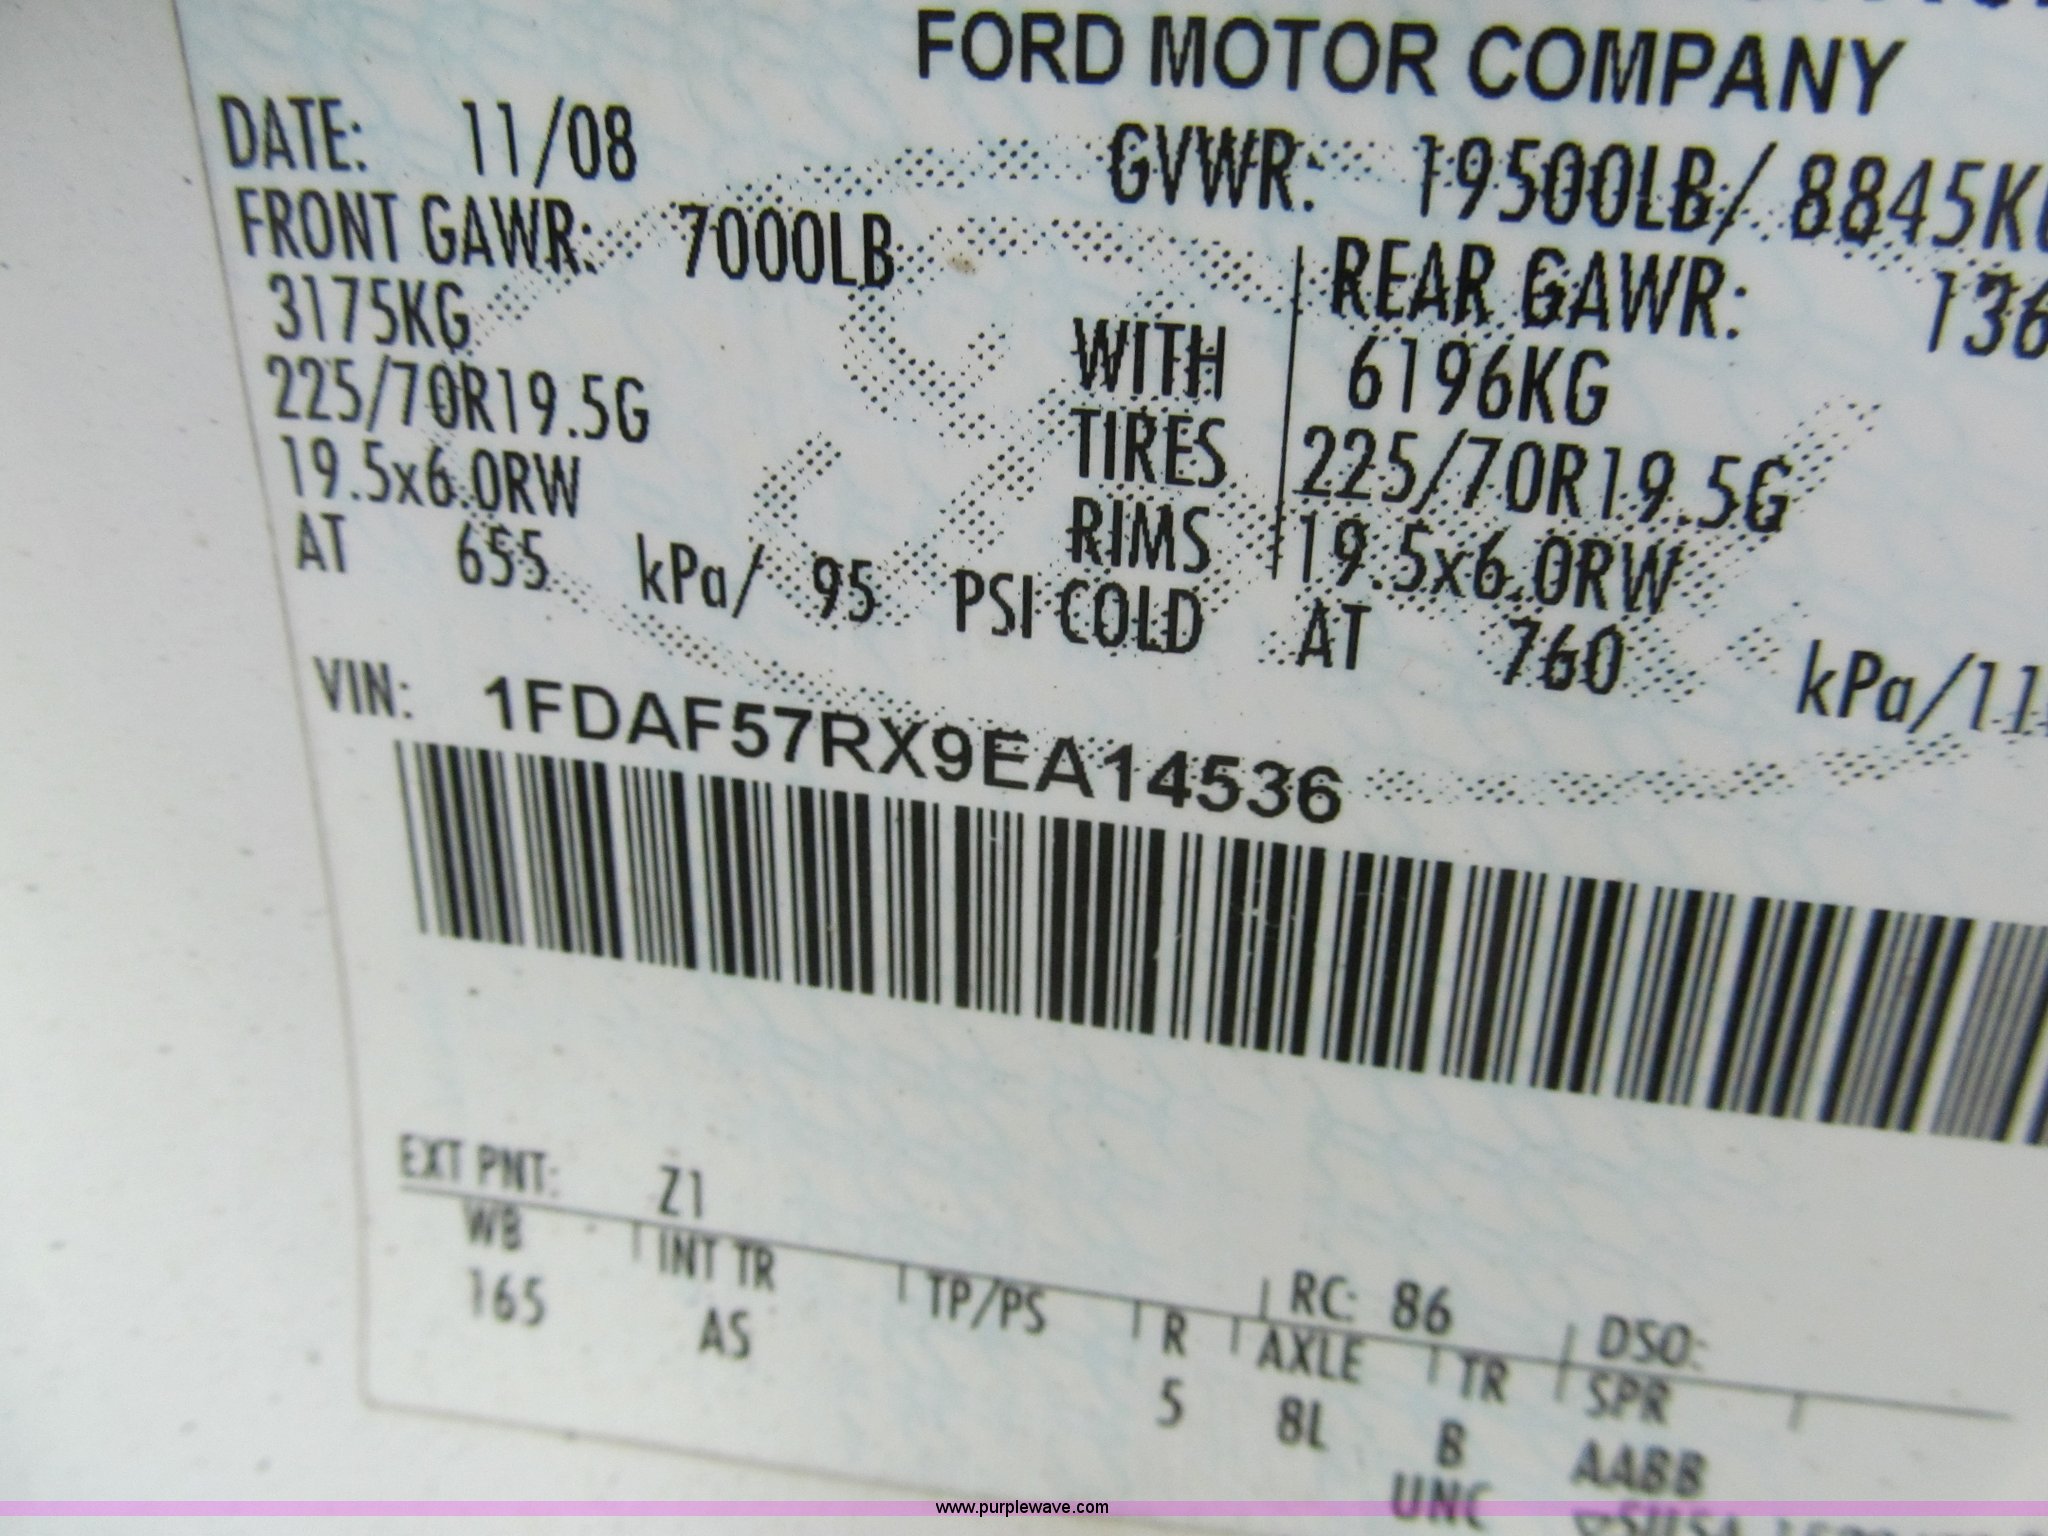 FORD MOTOR COMPANY
DATE: 11/08
GVWR: 19500LB/ 8845K
FRONT GAWR: 7000LB
REAR GAWR: 136
3175KG
WITH
6196KG
225/70R19.5G
TIRES
225/70R19.5G
19.5x6.0RW
RIMS
19.5x6.0RW
AT 655 kPa/ 95 PSI COLD
AT 760 kPa/11
VIN: 1FDAF57RX9EA14536
EXT PNT: Z1
RC: 86 DSO:
WB INT TR TP/PS R AXLE TR SPR
165 AS 5 8L B AABB
UNC
www.purplewave.com